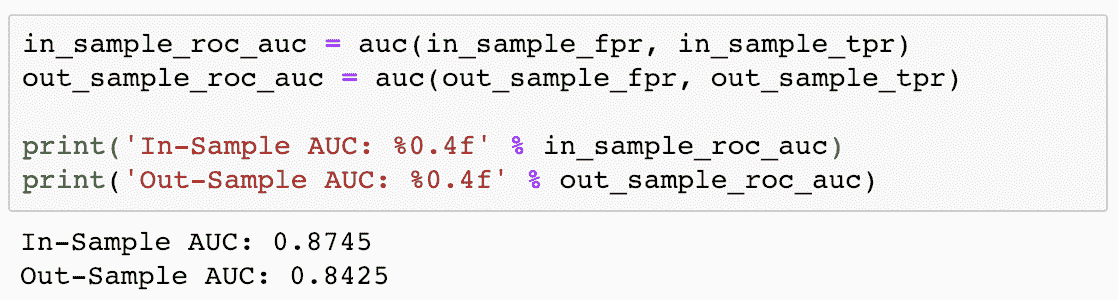 in_sample_roc_auc = auc(in_sample_fpr, in_sample_tpr)
out_sample_roc_auc = auc(out_sample_fpr, out_sample_tpr)
print('In-Sample AUC: %0.4f' % in_sample_roc_auc)
print('Out-Sample AUC: %0.4f' % out_sample_roc_auc)
In-Sample AUC: 0.8745
Out-Sample AUC: 0.8425